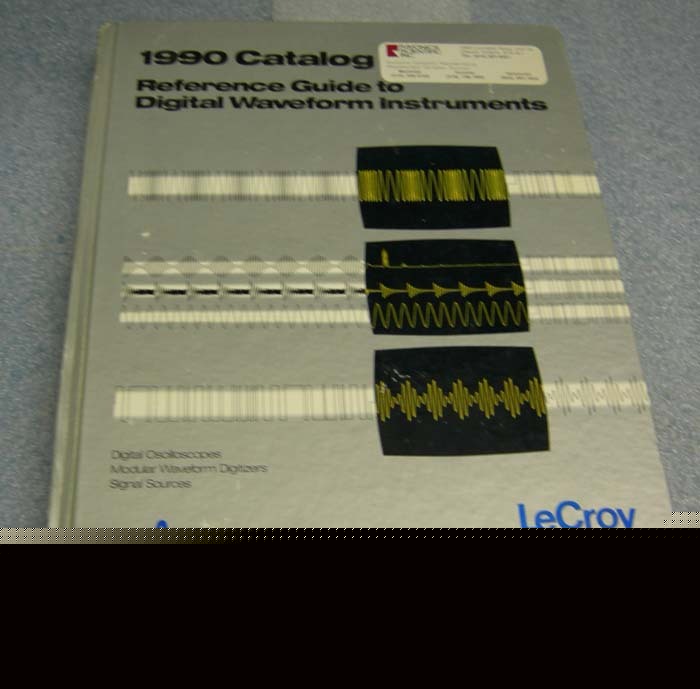 1990 Catalog
Reference Guide to
Digital Waveform Instruments
Digital Oscilloscopes
Modular Waveform Digitizers
Signal Sources
LeCroy